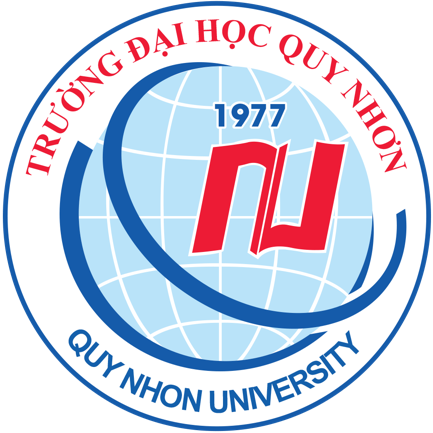 TRƯỜNG ĐẠI HỌC QUY NHƠN
1977
QUY NHON UNIVERSITY